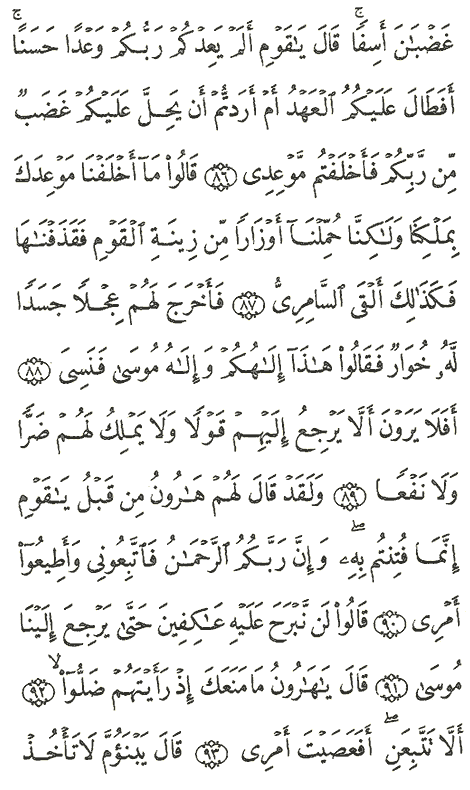 غَضْبَٰنَ أَسِفًاۚ قَالَ يَٰقَوْمِ أَلَمْ يَعِدْكُمْ رَبُّكُمْ وَعْدًا حَسَنًاۚ
أَفَطَالَ عَلَيْكُمُ ٱلْعَهْدُ أَمْ أَرَدتُّمْ أَن يَحِلَّ عَلَيْكُمْ غَضَبٌ
مِّن رَّبِّكُمْ فَأَخْلَفْتُم مَّوْعِدِى ۝٨٦ قَالُوا۟ مَآ أَخْلَفْنَا مَوْعِدَكَ
بِمَلْكِنَا وَلَٰكِنَّا حُمِّلْنَآ أَوْزَارًا مِّن زِينَةِ ٱلْقَوْمِ فَقَذَفْنَٰهَا
فَكَذَٰلِكَ أَلْقَى ٱلسَّامِرِىُّ ۝٨٧ فَأَخْرَجَ لَهُمْ عِجْلًا جَسَدًا
لَّهُۥ خُوَارٌ فَقَالُوا۟ هَٰذَآ إِلَٰهُكُمْ وَإِلَٰهُ مُوسَىٰ فَنَسِىَ ۝٨٨
أَفَلَا يَرَوْنَ أَلَّا يَرْجِعُ إِلَيْهِمْ قَوْلًا وَلَا يَمْلِكُ لَهُمْ ضَرًّا
وَلَا نَفْعًا ۝٨٩ وَلَقَدْ قَالَ لَهُمْ هَٰرُونُ مِن قَبْلُ يَٰقَوْمِ
إِنَّمَا فُتِنتُم بِهِۦۖ وَإِنَّ رَبَّكُمُ ٱلرَّحْمَٰنُ فَٱتَّبِعُونِى وَأَطِيعُوٓا۟
أَمْرِى ۝٩٠ قَالُوا۟ لَن نَّبْرَحَ عَلَيْهِ عَٰكِفِينَ حَتَّىٰ يَرْجِعَ إِلَيْنَا
مُوسَىٰ ۝٩١ قَالَ يَٰهَٰرُونُ مَا مَنَعَكَ إِذْ رَأَيْتَهُمْ ضَلُّوٓا۟ۙ ۝٩٢
أَلَّا تَتَّبِعَنِۖ أَفَعَصَيْتَ أَمْرِى ۝٩٣ قَالَ يَبْنَؤُمَّ لَا تَأْخُذْ